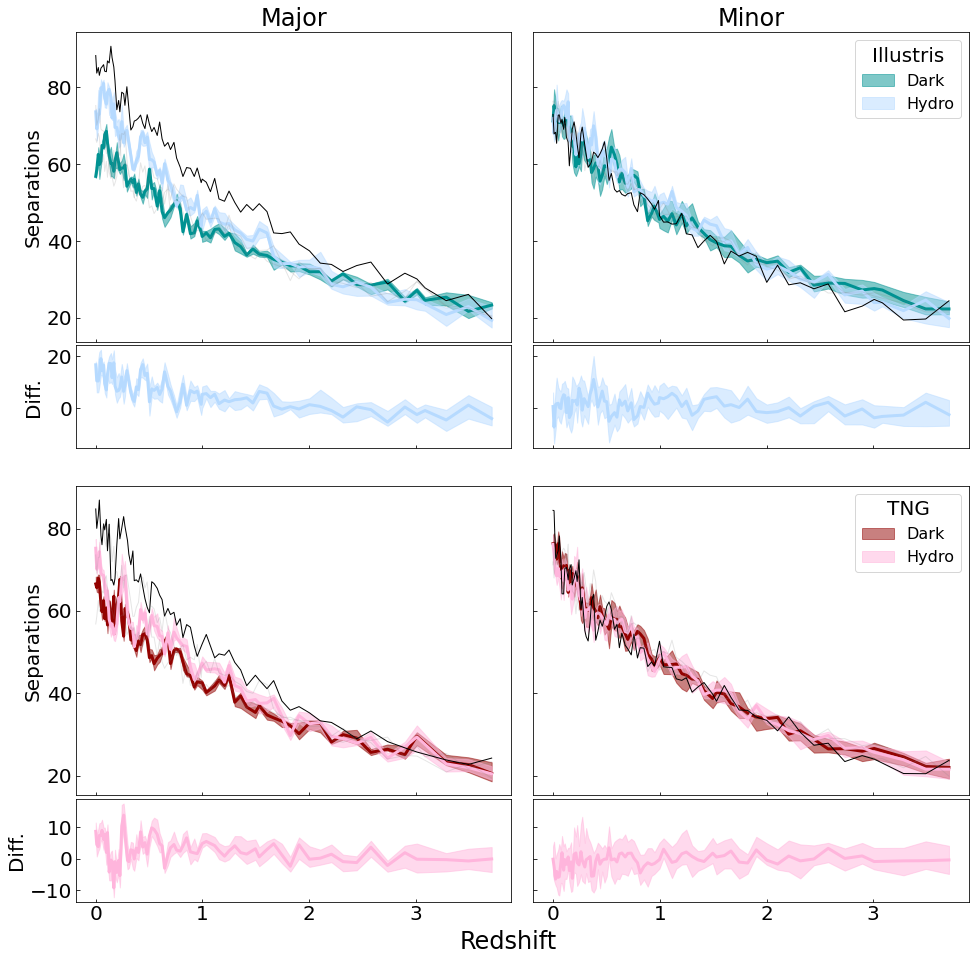 Major
Minor
Illustris
Dark
Hydro
80
60
40
20
Separations
20
0
Diff.
TNG
Dark
Hydro
80
60
40
20
Separations
10
0
−10
Diff.
0 1 2 3
0 1 2 3
Redshift